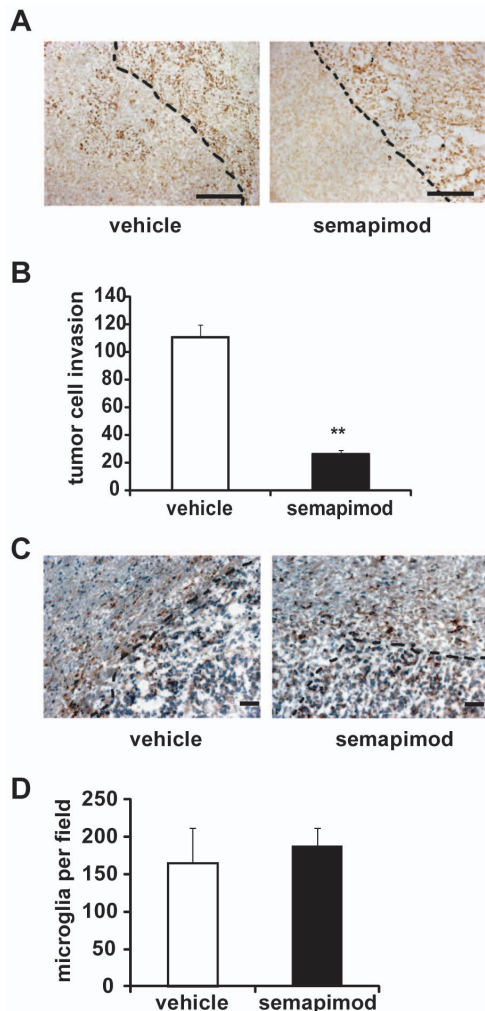 A
vehicle semapimod
B
tumor cell invasion
140
120
100
80
60
40
20
0
**
vehicle semapimod
C
vehicle semapimod
D
microglia per field
250
200
150
100
50
0
vehicle semapimod